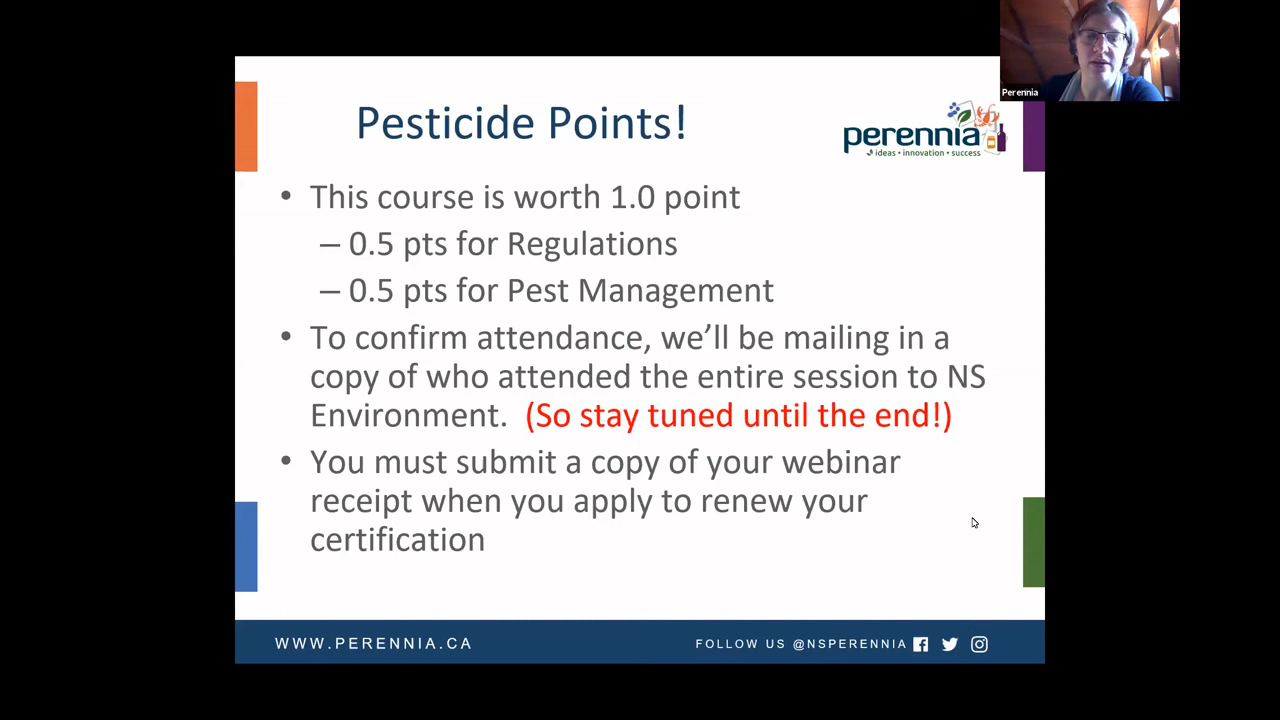 Perennia
Pesticide Points!
perennia
ideas • innovation • success
• This course is worth 1.0 point
– 0.5 pts for Regulations
– 0.5 pts for Pest Management
• To confirm attendance, we’ll be mailing in a
copy of who attended the entire session to NS
Environment. (So stay tuned until the end!)
• You must submit a copy of your webinar
receipt when you apply to renew your
certification
WWW.PERENNIA.CA
FOLLOW US @NSPERENNIA